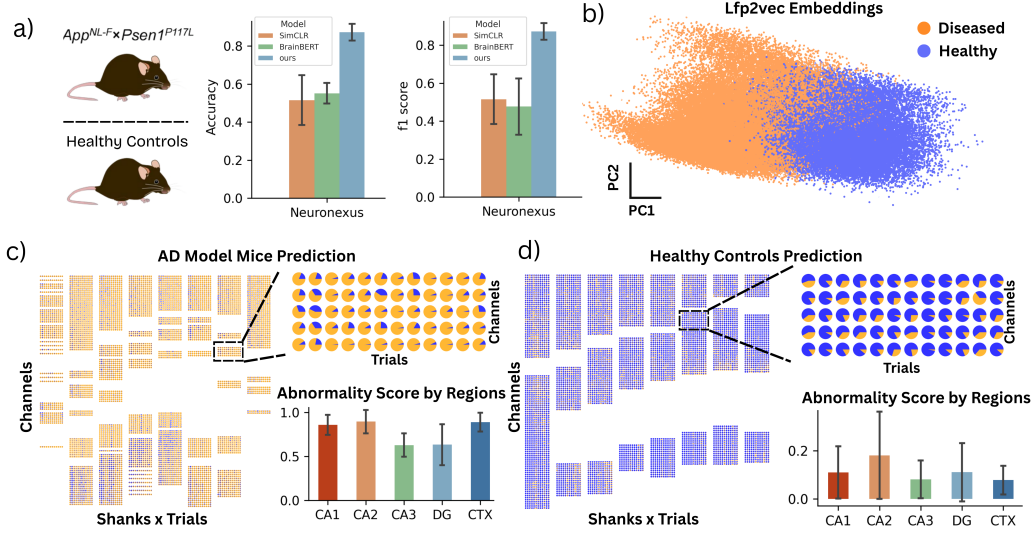 a)
App^NL-F×Psen1^P117L
Healthy Controls
Accuracy
0.8
0.6
0.4
0.2
0.0
Model
SimCLR
BrainBERT
ours
Neuronexus
f1 score
0.8
0.6
0.4
0.2
0.0
Model
SimCLR
BrainBERT
ours
Neuronexus
b)
Lfp2vec Embeddings
Diseased
Healthy
PC2
PC1
c)
AD Model Mice Prediction
Channels
Shanks x Trials
Channels
Trials
Abnormality Score by Regions
1.0
0.5
0.0
CA1
CA2
CA3
DG
CTX
d)
Healthy Controls Prediction
Channels
Shanks x Trials
Channels
Trials
Abnormality Score by Regions
0.2
0.0
CA1
CA2
CA3
DG
CTX